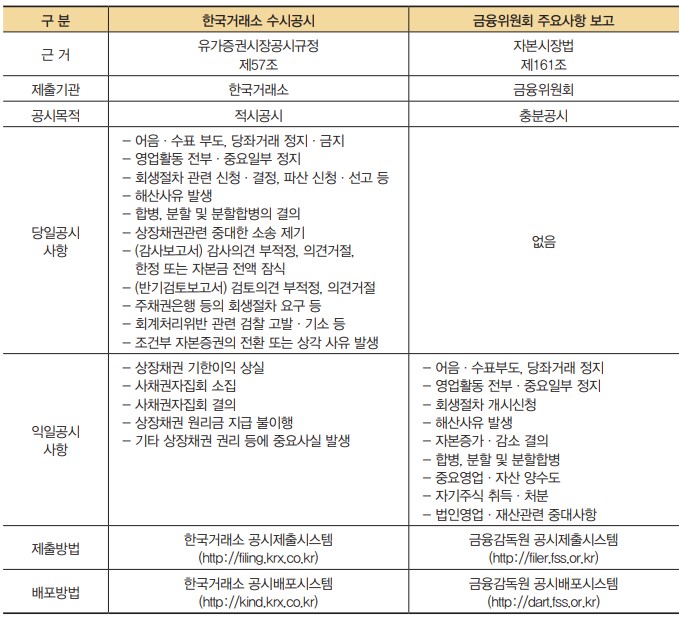 구 분 한국거래소 수시공시 금융위원회 주요사항 보고
근 거 유가증권시장공시규정 제57조 자본시장법 제161조
제출기관 한국거래소 금융위원회
공시목적 적시공시 충분공시
당일공시
사항
– 어음 · 수표 부도, 당좌거래 정지 · 금지
– 영업활동 전부 · 중요일부 정지
– 회생절차 관련 신청 · 결정, 파산 신청 · 선고 등
– 해산사유 발생
– 합병, 분할 및 분할합병의 결의
– 상장채권관련 중대한 소송 제기
– (감사보고서) 감사의견 부적정, 의견거절,
한정 또는 자본금 전액 잠식
– (반기검토보고서) 검토의견 부적정, 의견거절
– 주채권은행 등의 회생절차 요구 등
– 회계처리위반 관련 검찰 고발 · 기소 등
– 조건부 자본증권의 전환 또는 상각 사유 발생
없음
익일공시
사항
– 상장채권 기한이익 상실
– 사채권자집회 소집
– 사채권자집회 결의
– 상장채권 원리금 지급 불이행
– 기타 상장채권 권리 등에 중요사실 발생
– 어음 · 수표부도, 당좌거래 정지
– 영업활동 전부 · 중요일부 정지
– 회생절차 개시신청
– 해산사유 발생
– 자본증가 · 감소 결의
– 합병, 분할 및 분할합병
– 중요영업 · 자산 양수도
– 자기주식 취득 · 처분
– 법인영업 · 재산관련 중대사항
제출방법
한국거래소 공시제출시스템
(http://filing.krx.co.kr)
금융감독원 공시제출시스템
(http://filer.fss.or.kr)
배포방법
한국거래소 공시배포시스템
(http://kind.krx.co.kr)
금융감독원 공시배포시스템
(http://dart.fss.or.kr)